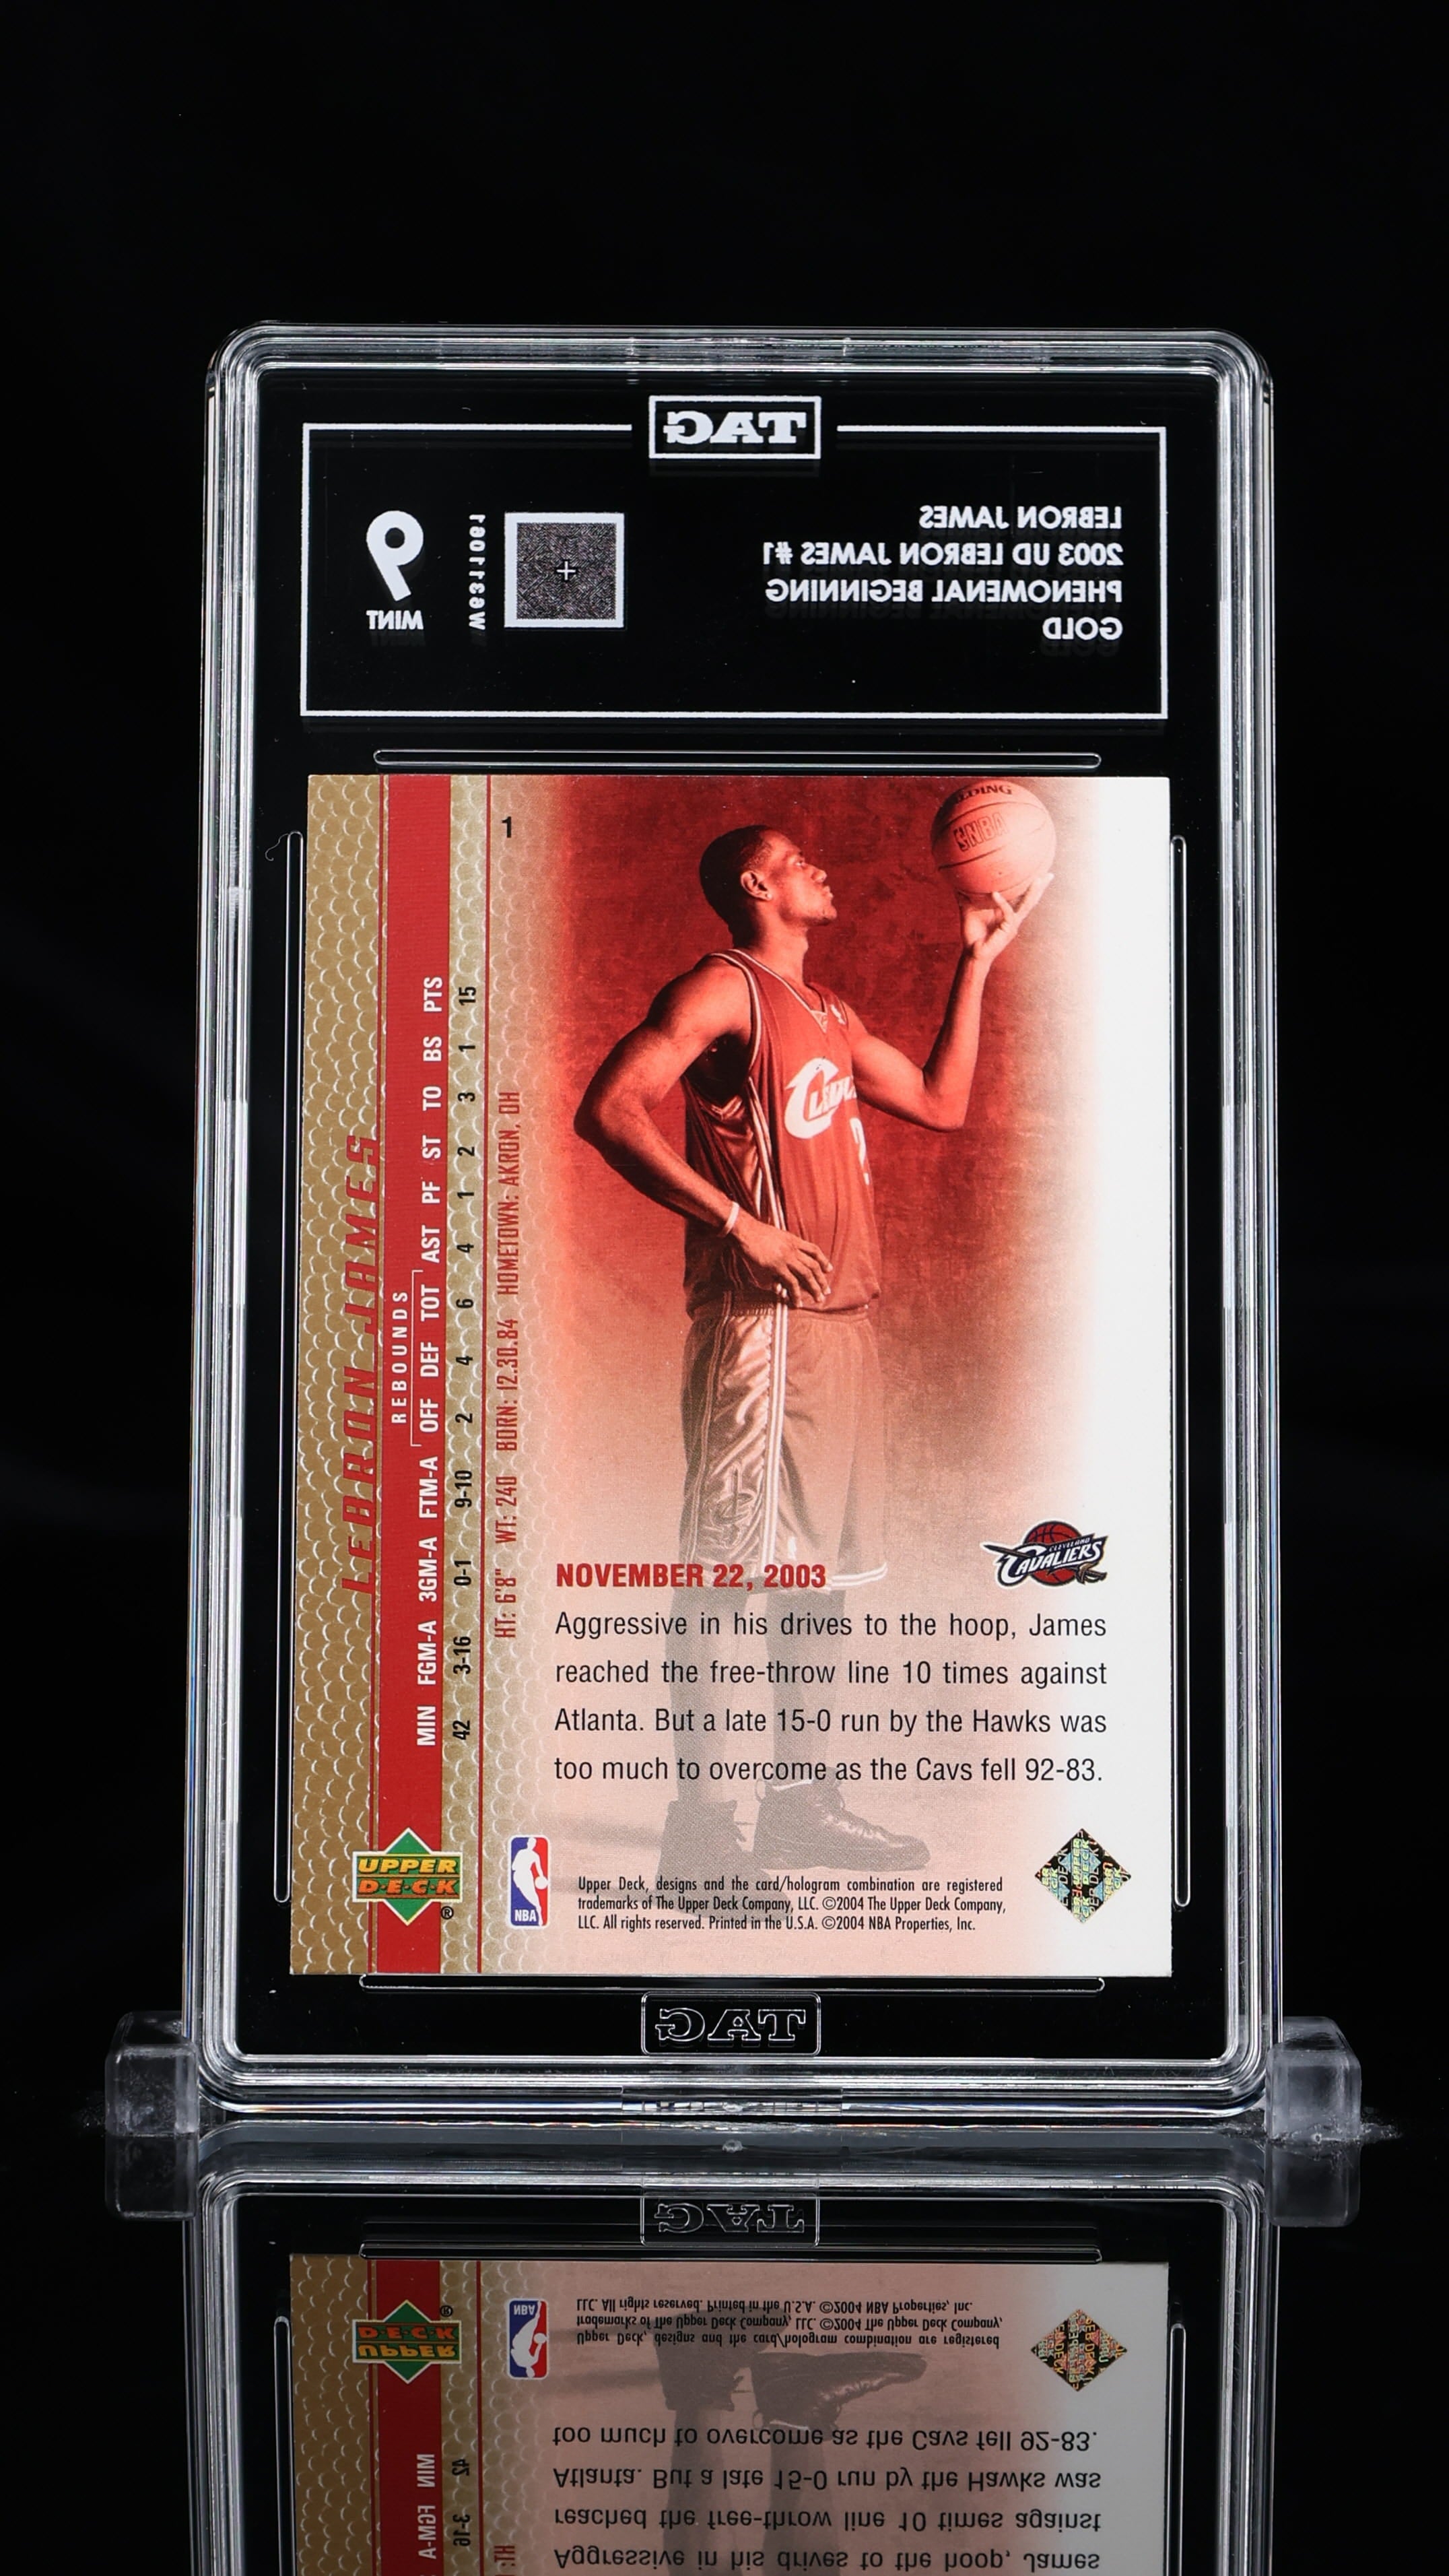 TAG
LEBRON JAMES
2003 UD LEBRON JAMES #1
PHENOMENAL BEGINNING
GOLD
9
MINT
W3311091
1
SPALDING
NBA
LEBRON JAMES
REBOUNDS
MIN FGM-A 3GM-A FTM-A OFF DEF TOT AST PF ST TO BS PTS
42 3-16 0-1 9-10 2 4 6 4 1 2 3 1 15
HT: 6'8" WT: 240 BORN: 12.30.84 HOMETOWN: AKRON, OH
CLEVELAND
CAVALIERS
NOVEMBER 22, 2003
Aggressive in his drives to the hoop, James
reached the free-throw line 10 times against
Atlanta. But a late 15-0 run by the Hawks was
too much to overcome as the Cavs fell 92-83.
UPPER
D·E·C·K
®
NBA
Upper Deck, designs and the card/hologram combination are registered
trademarks of The Upper Deck Company, LLC. ©2004 The Upper Deck Company,
LLC. All rights reserved. Printed in the U.S.A. ©2004 NBA Properties, Inc.
TAG